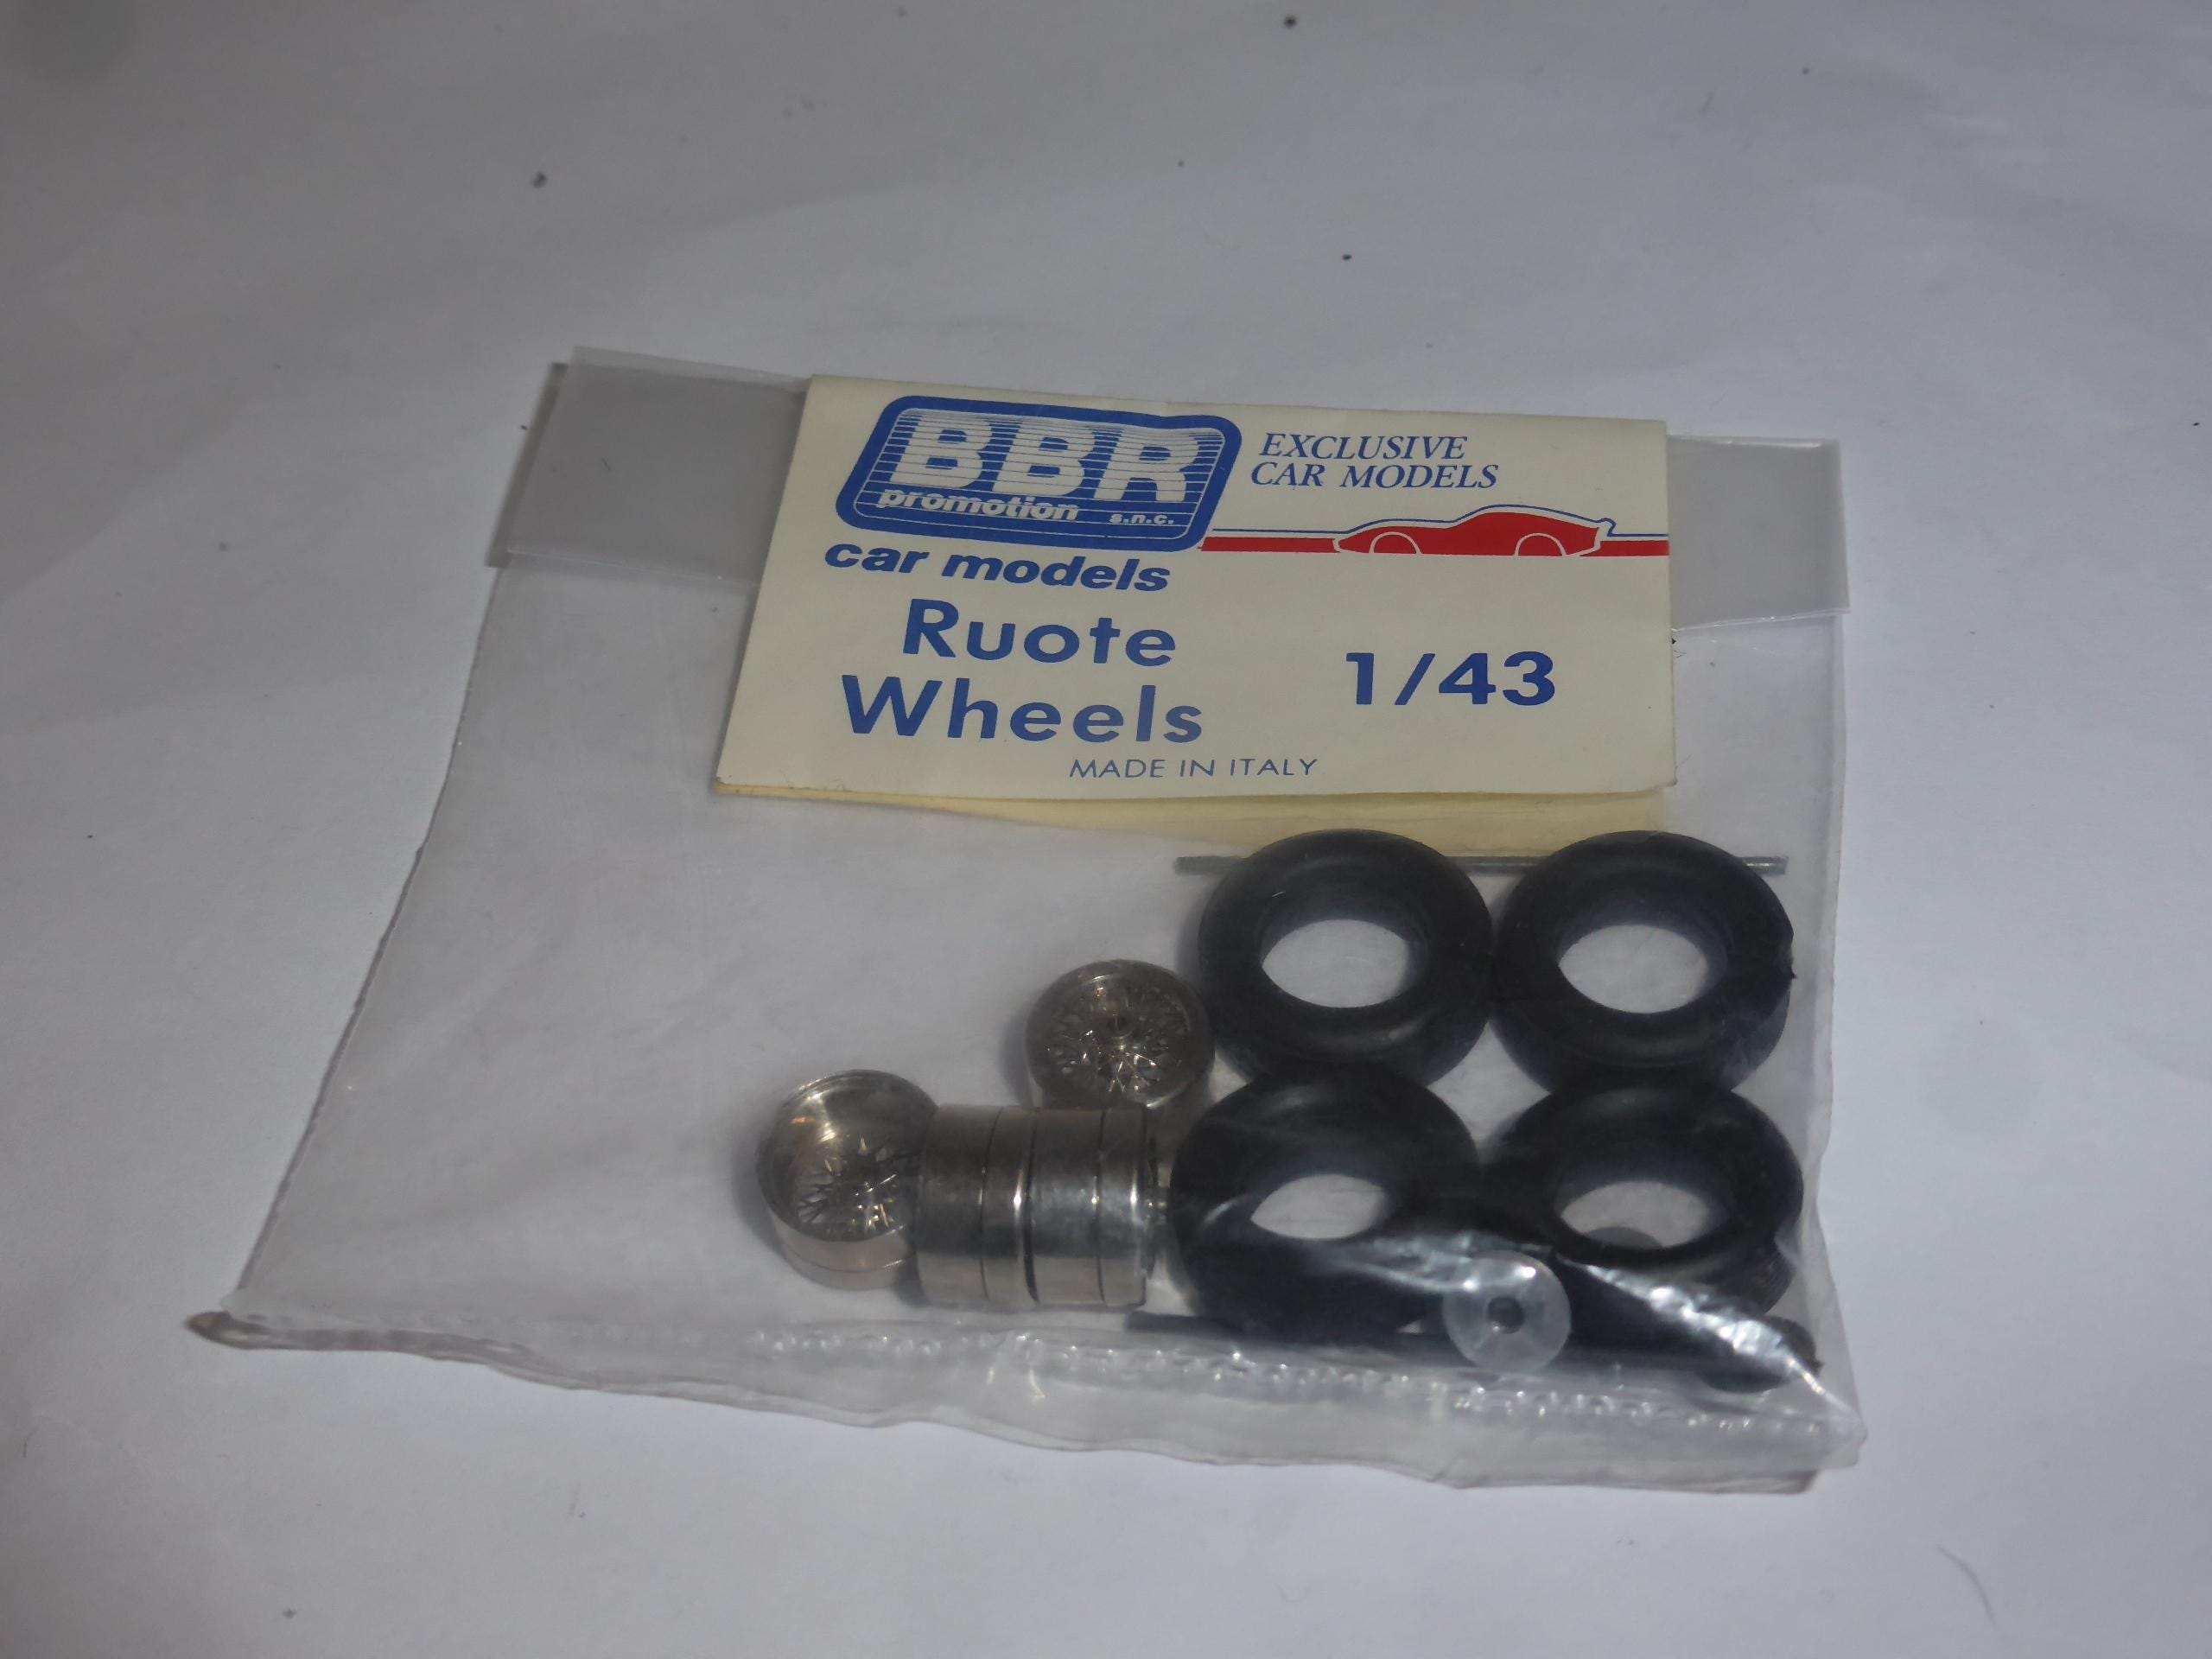 BBR
promotion s.n.c.
car models
EXCLUSIVE
CAR MODELS
Ruote
Wheels
1/43
MADE IN ITALY